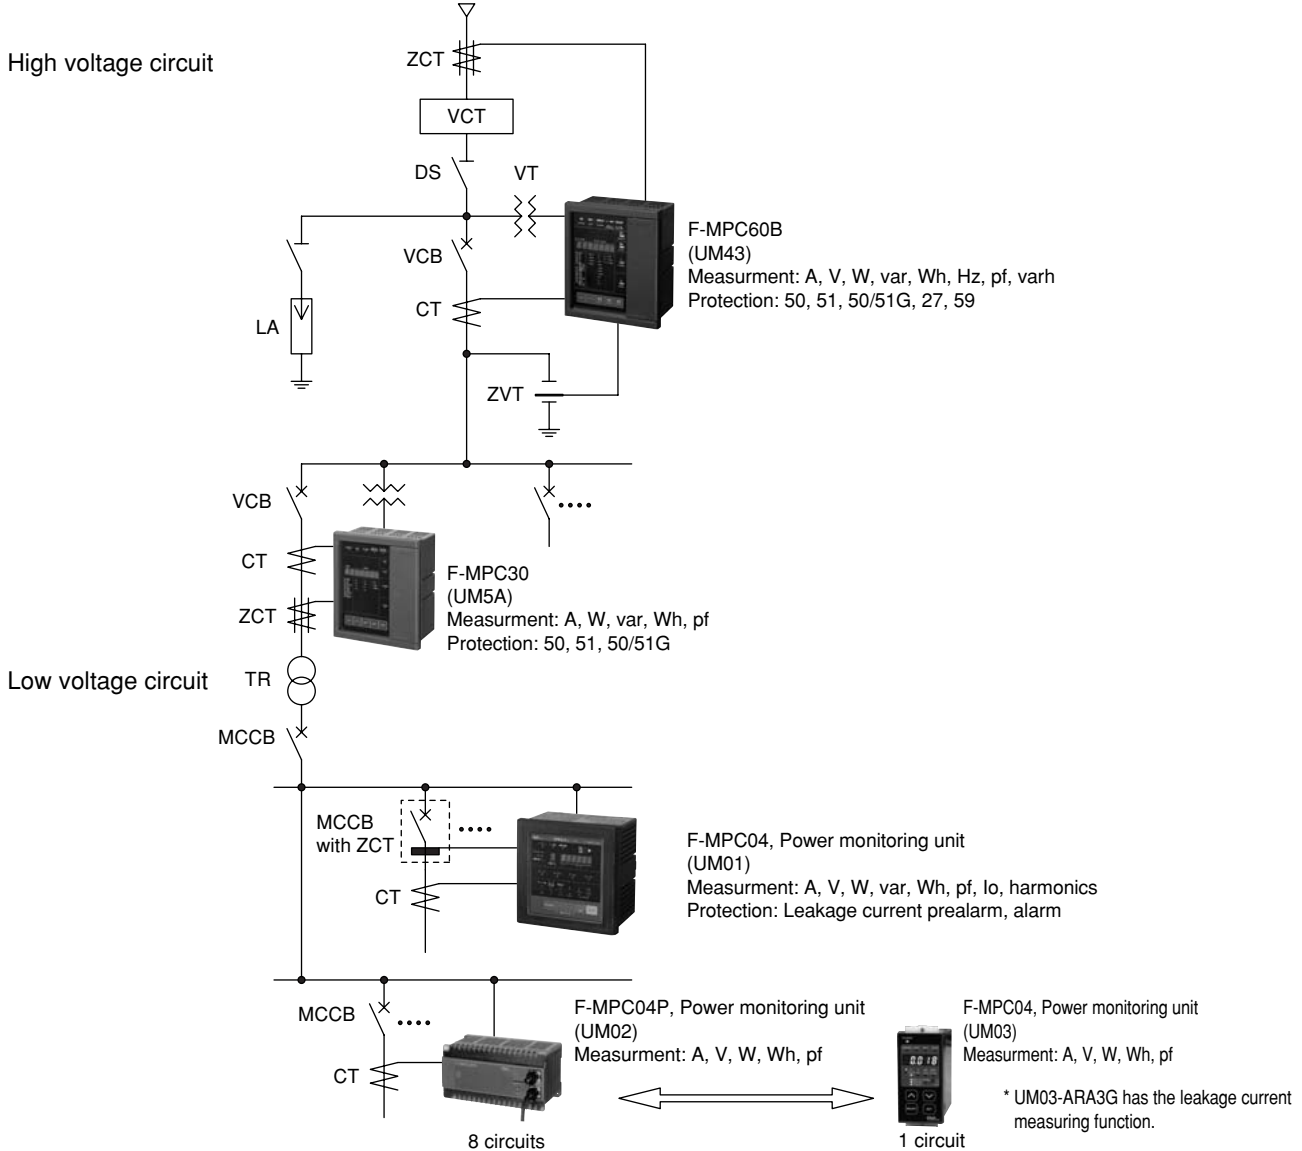 High voltage circuit
ZCT
VCT
DS
VT
VCB
CT
LA
ZVT
F-MPC60B
(UM43)
Measurment: A, V, W, var, Wh, Hz, pf, varh
Protection: 50, 51, 50/51G, 27, 59
VCB
CT
ZCT
F-MPC30
(UM5A)
Measurment: A, W, var, Wh, pf
Protection: 50, 51, 50/51G
Low voltage circuit
TR
MCCB
MCCB
with ZCT
CT
F-MPC04, Power monitoring unit
(UM01)
Measurment: A, V, W, var, Wh, pf, Io, harmonics
Protection: Leakage current prealarm, alarm
MCCB
CT
F-MPC04P, Power monitoring unit
(UM02)
Measurment: A, V, W, Wh, pf
8 circuits
F-MPC04, Power monitoring unit
(UM03)
Measurment: A, V, W, Wh, pf
* UM03-ARA3G has the leakage current
measuring function.
0.018
1 circuit